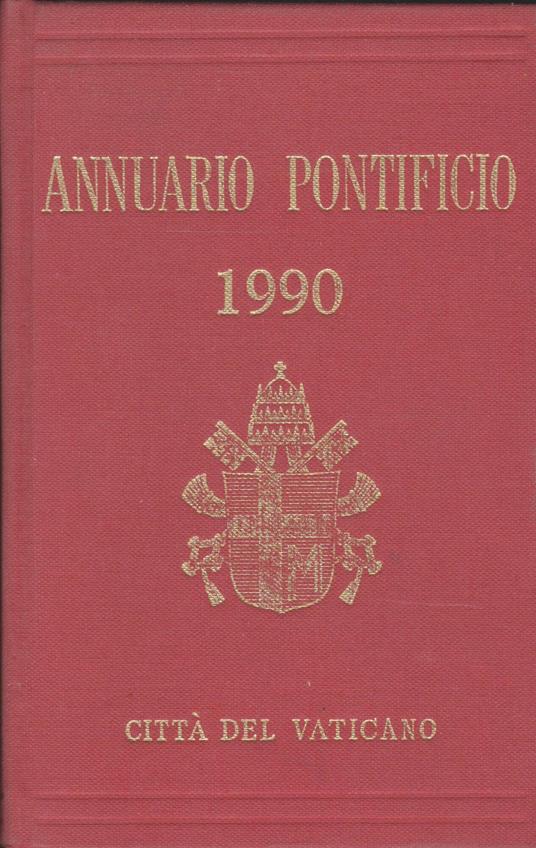 ANNUARIO PONTIFICIO
1990
M
CITTÀ DEL VATICANO